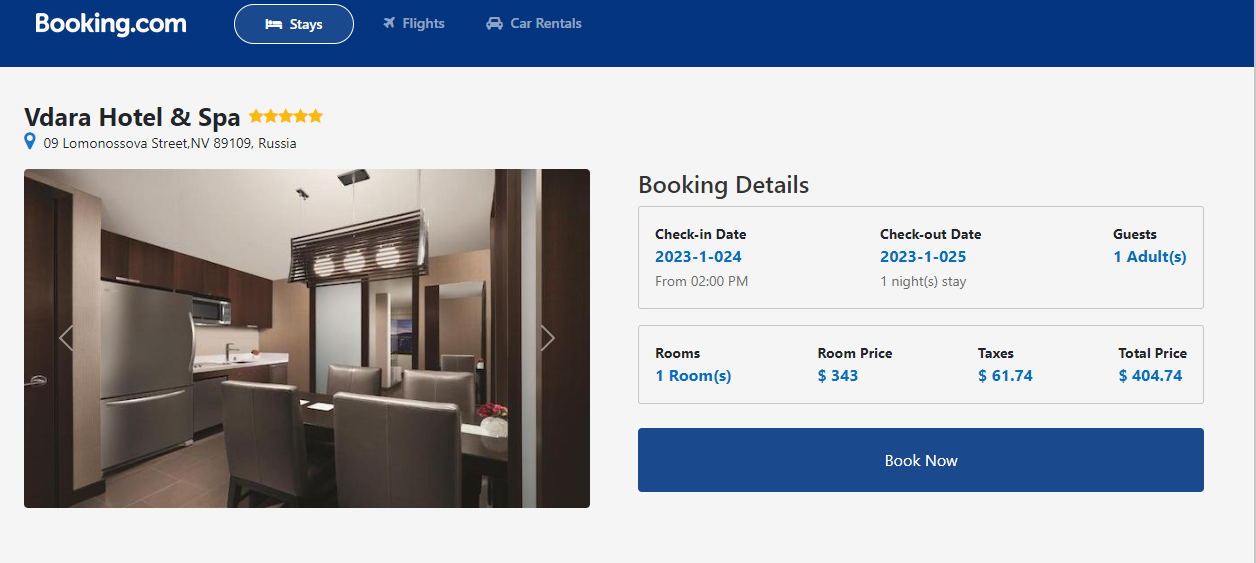 Booking.com
Stays
Flights
Car Rentals
Vdara Hotel & Spa
09 Lomonossova Street,NV 89109, Russia
Booking Details
Check-in Date
2023-1-024
From 02:00 PM
Check-out Date
2023-1-025
1 night(s) stay
Guests
1 Adult(s)
Rooms
1 Room(s)
Room Price
$ 343
Taxes
$ 61.74
Total Price
$ 404.74
Book Now